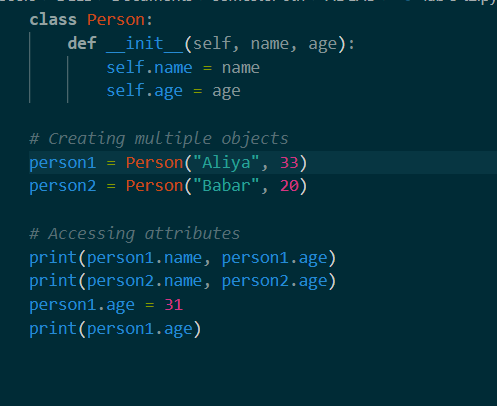 class Person:
    def __init__(self, name, age):
        self.name = name
        self.age = age
# Creating multiple objects
person1 = Person("Aliya", 33)
person2 = Person("Babar", 20)
# Accessing attributes
print(person1.name, person1.age)
print(person2.name, person2.age)
person1.age = 31
print(person1.age)